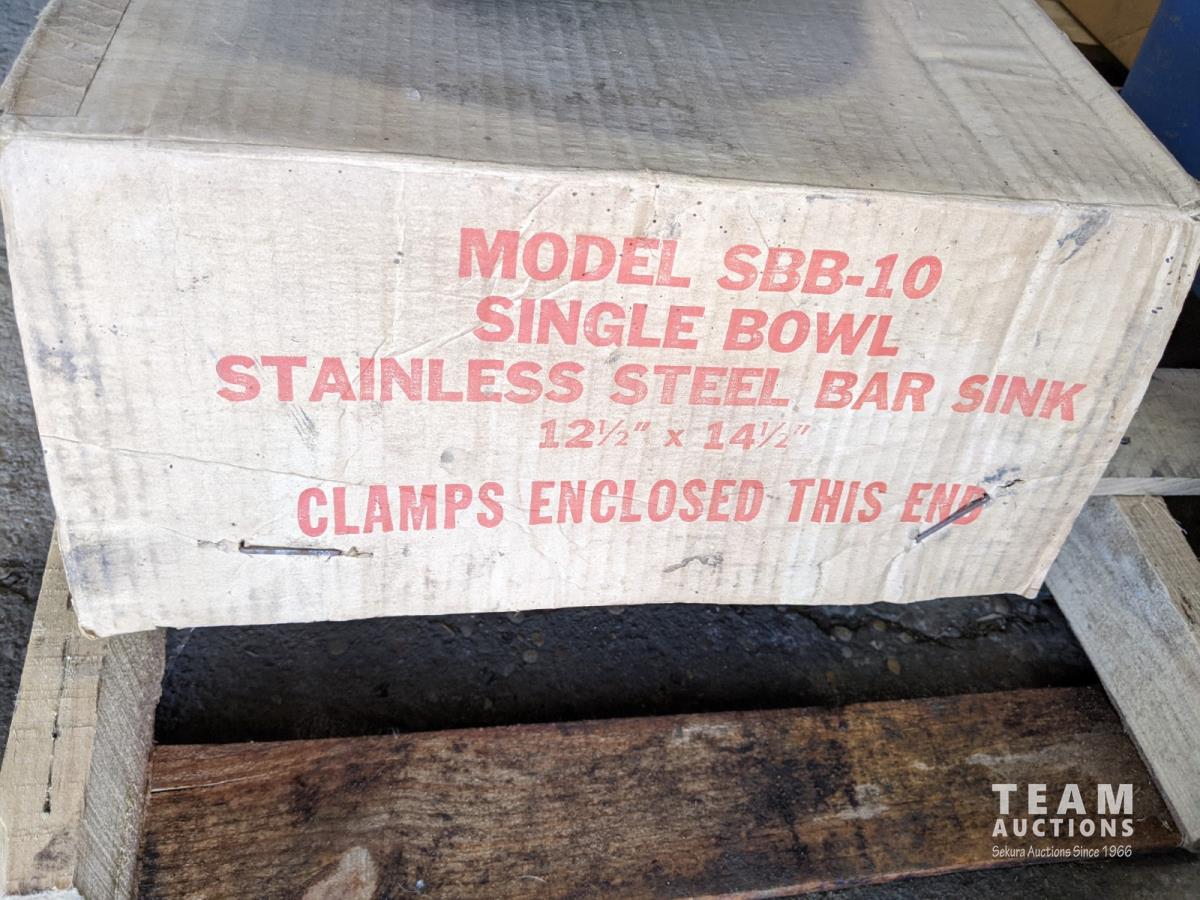 MODEL SBB-10
SINGLE BOWL
STAINLESS STEEL BAR SINK
12½" x 14½"
CLAMPS ENCLOSED THIS END
TEAM
AUCTIONS
Sekura Auctions Since 1966